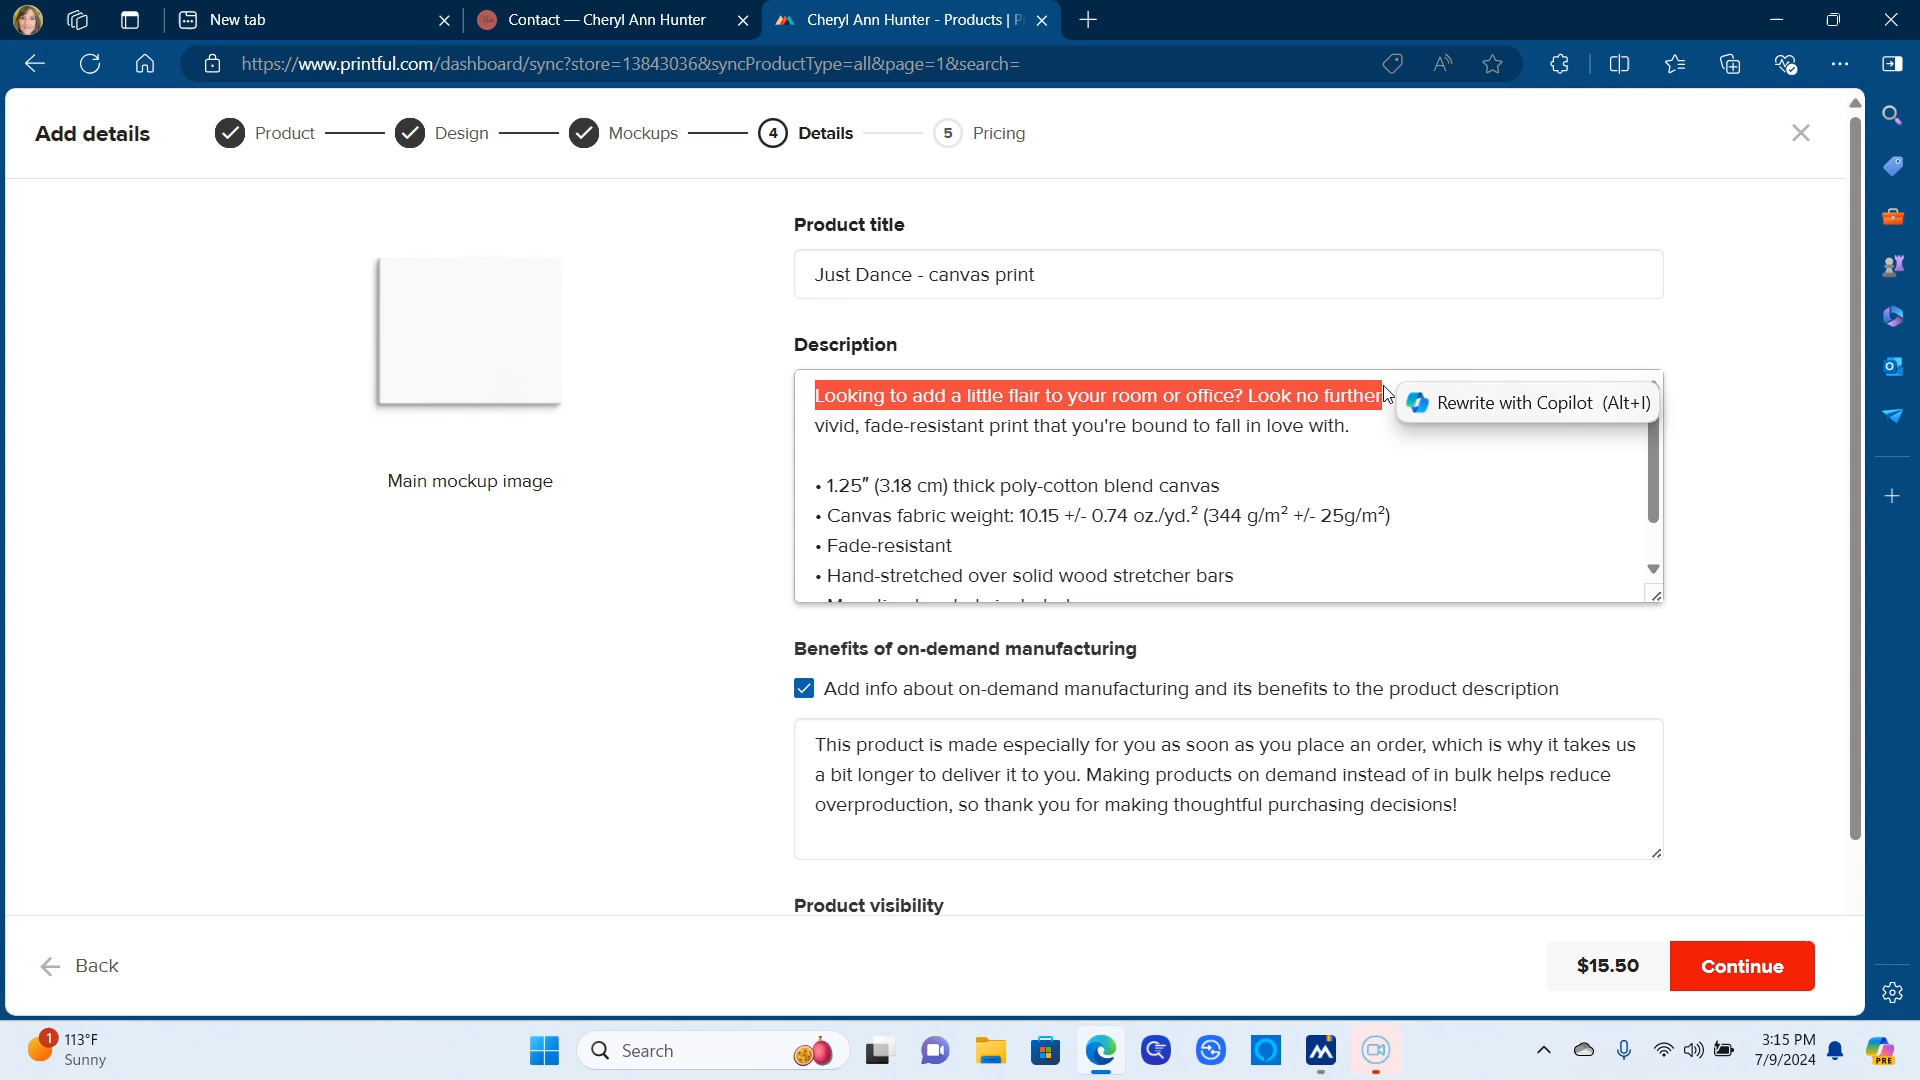 New tab
Contact — Cheryl Ann Hunter
Cheryl Ann Hunter - Products | P
https://www.printful.com/dashboard/sync?store=13843036&syncProductType=all&page=1&search=
Add details
Product
Design
Mockups
4 Details
5 Pricing
Product title
Just Dance - canvas print
Description
Looking to add a little flair to your room or office? Look no further
Rewrite with Copilot (Alt+I)
vivid, fade-resistant print that you're bound to fall in love with.
• 1.25″ (3.18 cm) thick poly-cotton blend canvas
• Canvas fabric weight: 10.15 +/- 0.74 oz./yd.² (344 g/m² +/- 25g/m²)
• Fade-resistant
• Hand-stretched over solid wood stretcher bars
Main mockup image
Benefits of on-demand manufacturing
Add info about on-demand manufacturing and its benefits to the product description
This product is made especially for you as soon as you place an order, which is why it takes us
a bit longer to deliver it to you. Making products on demand instead of in bulk helps reduce
overproduction, so thank you for making thoughtful purchasing decisions!
Product visibility
Back
$15.50
Continue
1
113°F
Sunny
Search
3:15 PM
7/9/2024
PRE